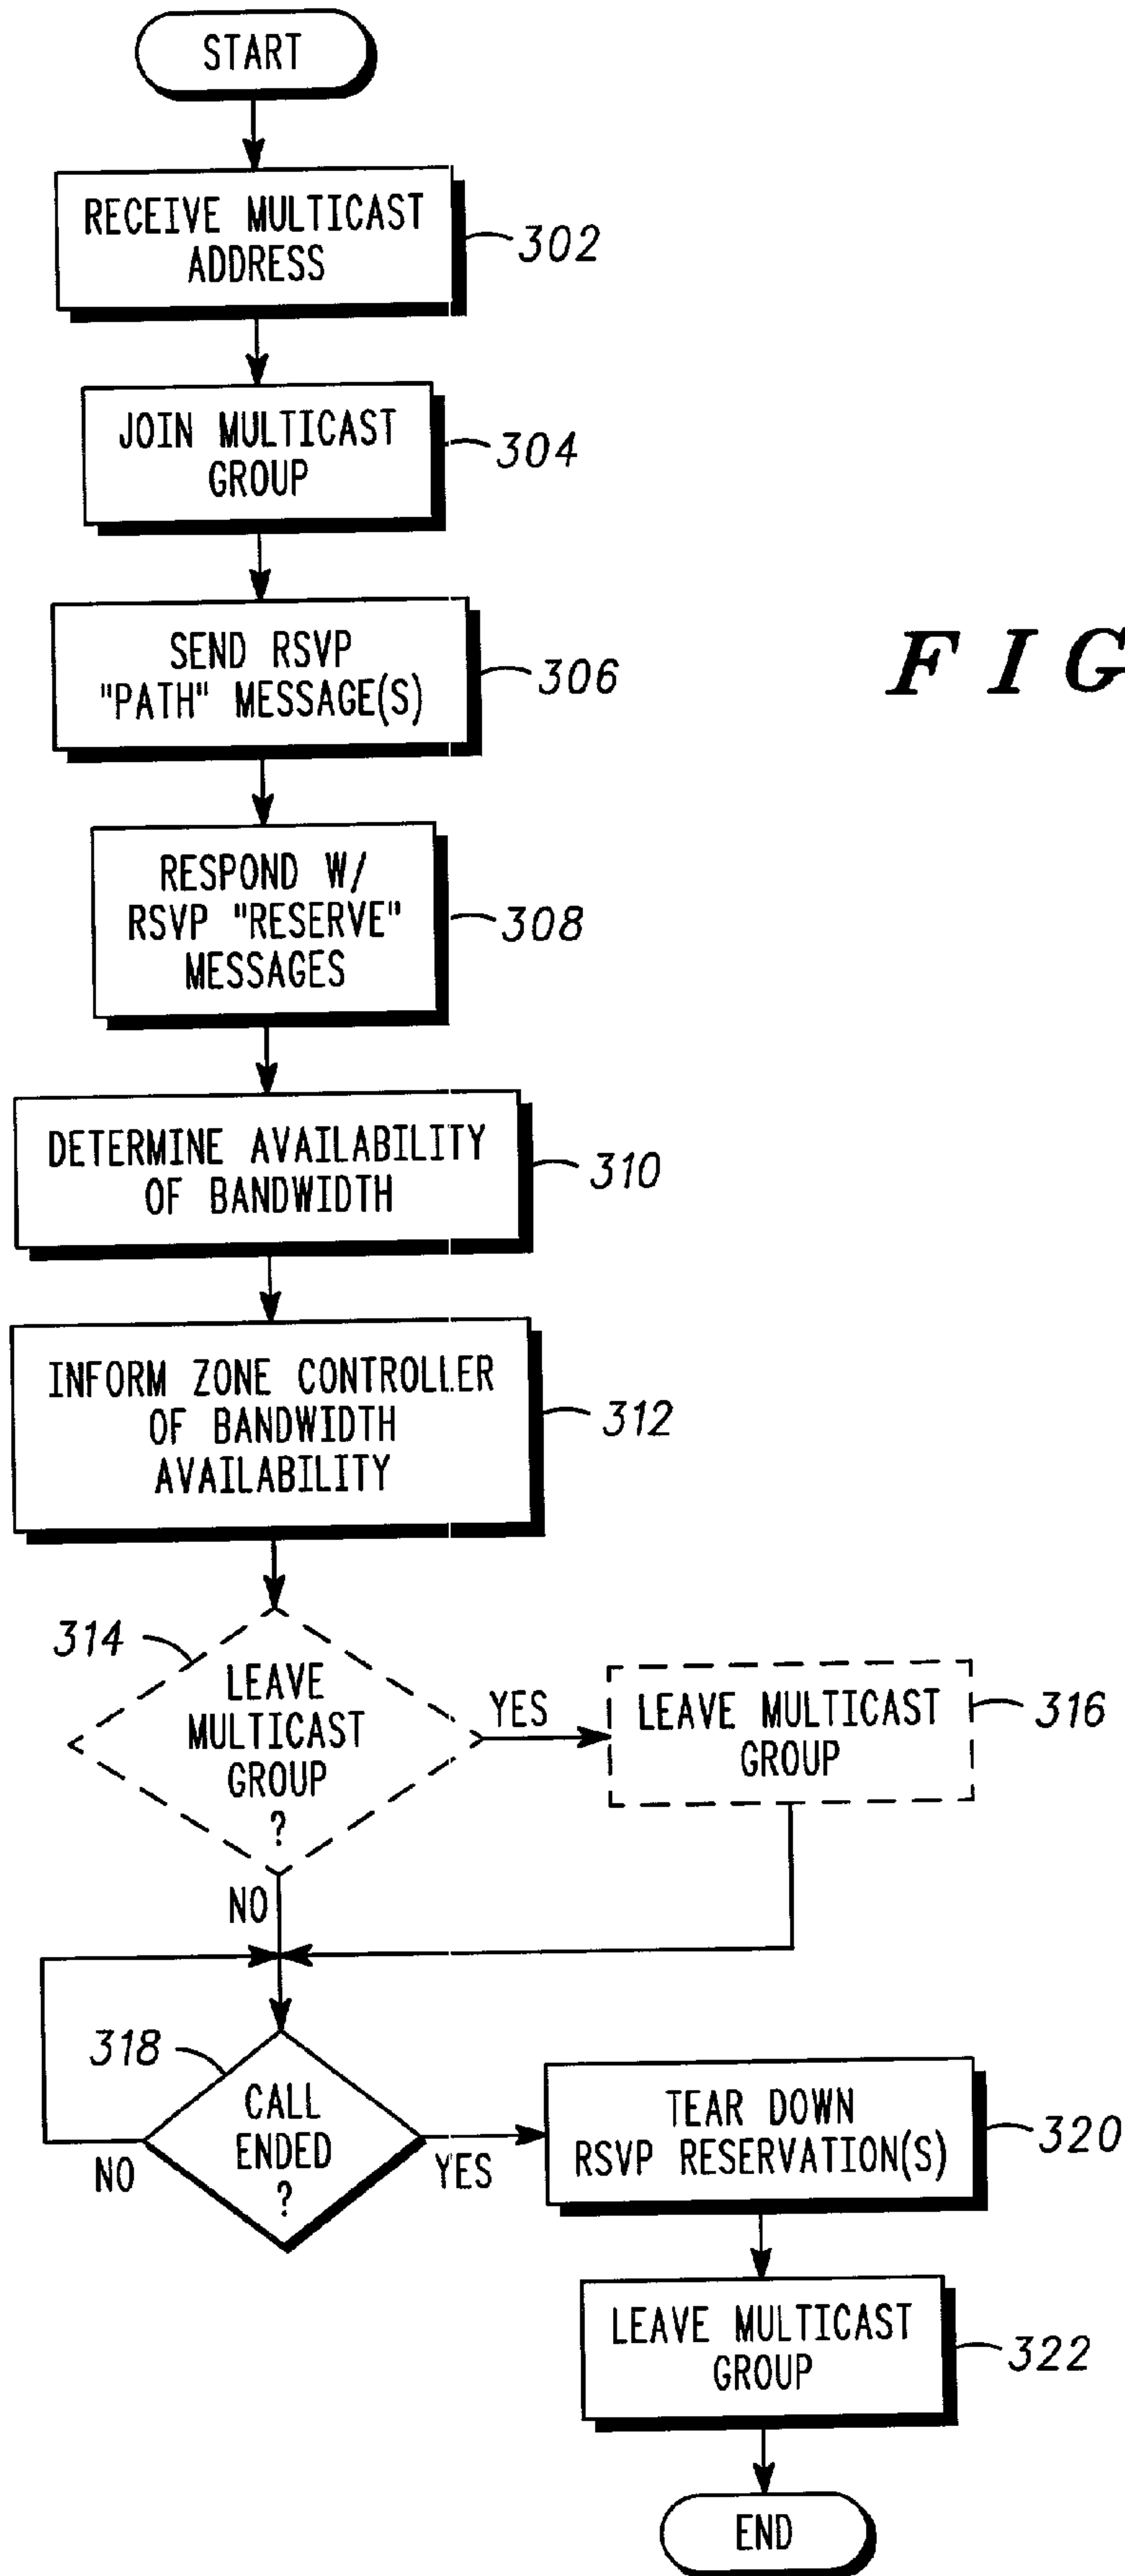 START
RECEIVE MULTICAST
ADDRESS
302
JOIN MULTICAST
GROUP
304
SEND RSVP
"PATH" MESSAGE(S)
306
F I G
RESPOND W/
RSVP "RESERVE"
MESSAGES
308
DETERMINE AVAILABILITY
OF BANDWIDTH
310
INFORM ZONE CONTROLLER
OF BANDWIDTH
AVAILABILITY
312
314
LEAVE
MULTICAST
GROUP
?
YES
LEAVE MULTICAST
GROUP
316
NO
318
CALL
ENDED
?
NO
YES
TEAR DOWN
RSVP RESERVATION(S)
320
LEAVE MULTICAST
GROUP
322
END